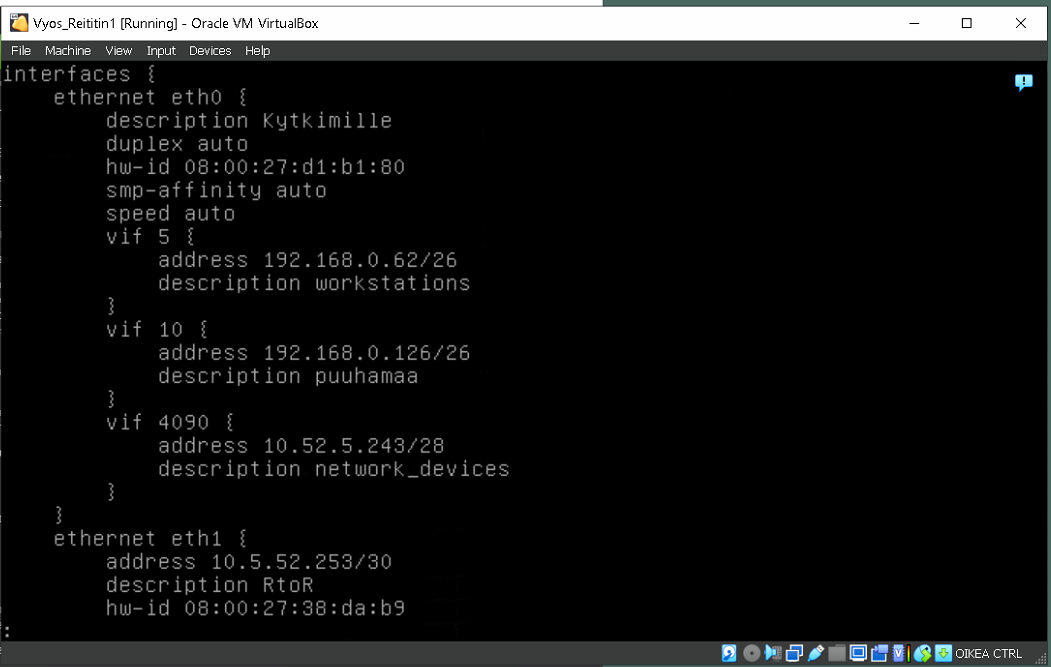 Vyos_Reititin1 [Running] - Oracle VM VirtualBox
File Machine View Input Devices Help
interfaces {
    ethernet eth0 {
        description Kytkimille
        duplex auto
        hw-id 08:00:27:d1:b1:80
        smp-affinity auto
        speed auto
        vif 5 {
            address 192.168.0.62/26
            description workstations
        }
        vif 10 {
            address 192.168.0.126/26
            description puuhamaa
        }
        vif 4090 {
            address 10.52.5.243/28
            description network_devices
        }
    }
    ethernet eth1 {
        address 10.5.52.253/30
        description RtoR
        hw-id 08:00:27:38:da:b9
:
OIKEA CTRL